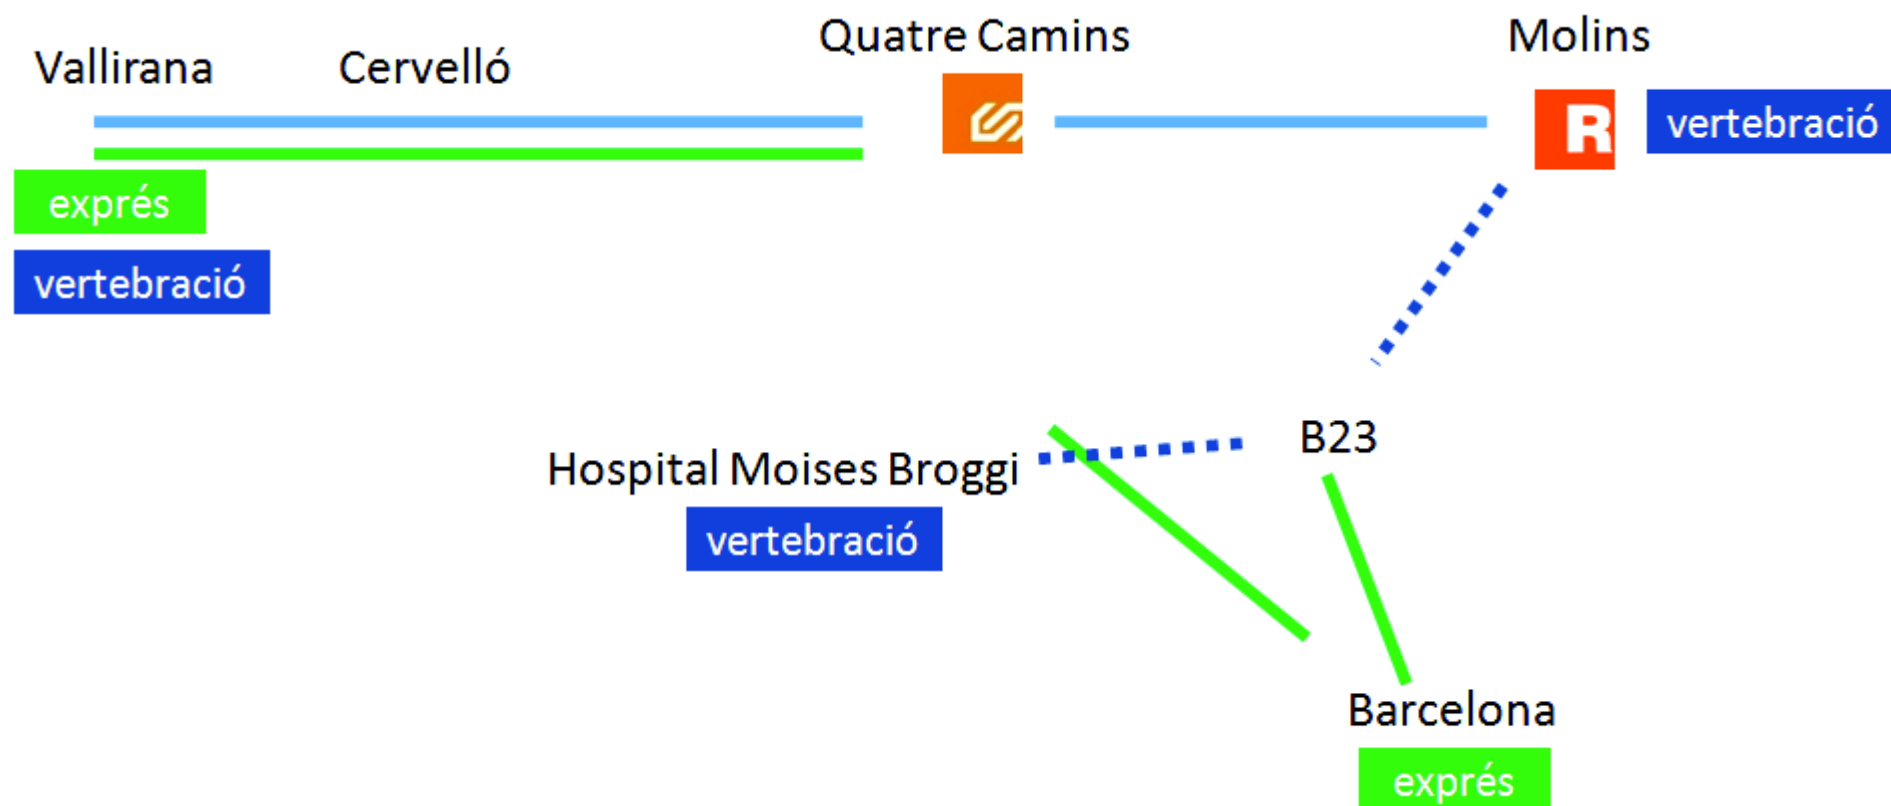 Quatre Camins
Molins
Vallirana
Cervelló
R
vertebració
exprés
vertebració
B23
Hospital Moises Broggi
vertebració
Barcelona
exprés